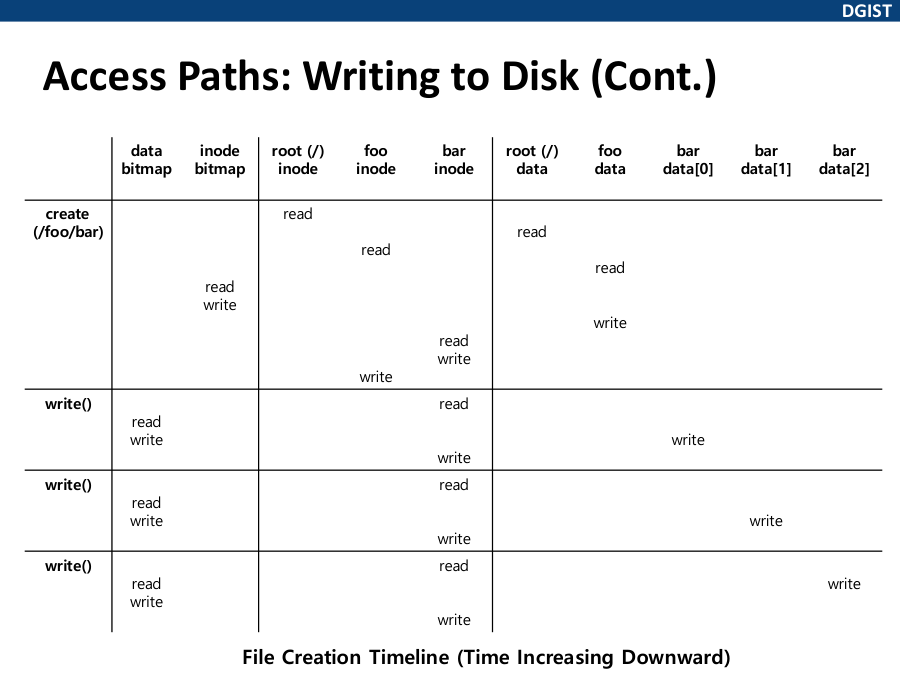 DGIST
Access Paths: Writing to Disk (Cont.)
data bitmap inode bitmap root (/) inode foo inode bar inode root (/) data foo data bar data[0] bar data[1] bar data[2]
create (/foo/bar) read
read
read
read
read
write
write
read
write
write
write() read
read
write write
write
write() read
read
write write
write
write() read
read write
write
write
File Creation Timeline (Time Increasing Downward)